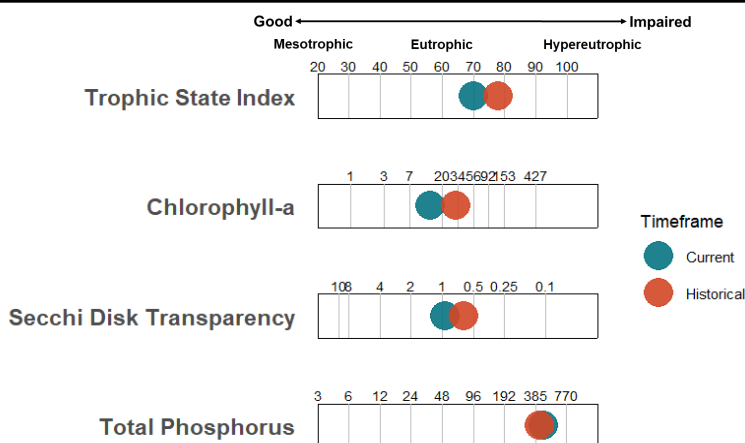 Good Impaired
Mesotrophic Eutrophic Hypereutrophic
20 30 40 50 60 70 80 90 100
Trophic State Index
1 3 7 20 34 56 92 153 427
Chlorophyll-a
Timeframe
Current
Historical
10 8 4 2 1 0.5 0.25 0.1
Secchi Disk Transparency
3 6 12 24 48 96 192 385 770
Total Phosphorus